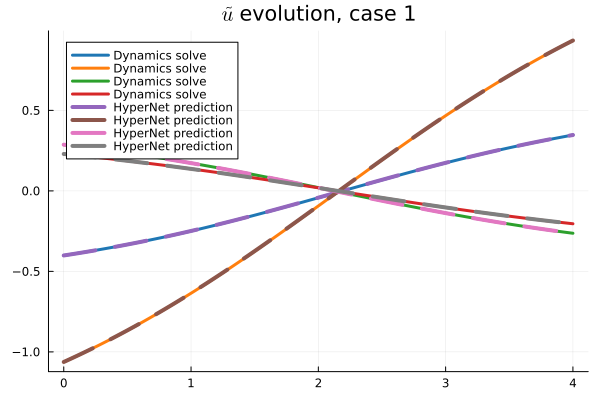 ũ evolution, case 1
Dynamics solve
Dynamics solve
Dynamics solve
Dynamics solve
HyperNet prediction
HyperNet prediction
HyperNet prediction
HyperNet prediction
0.5
0.0
−0.5
−1.0
0 1 2 3 4